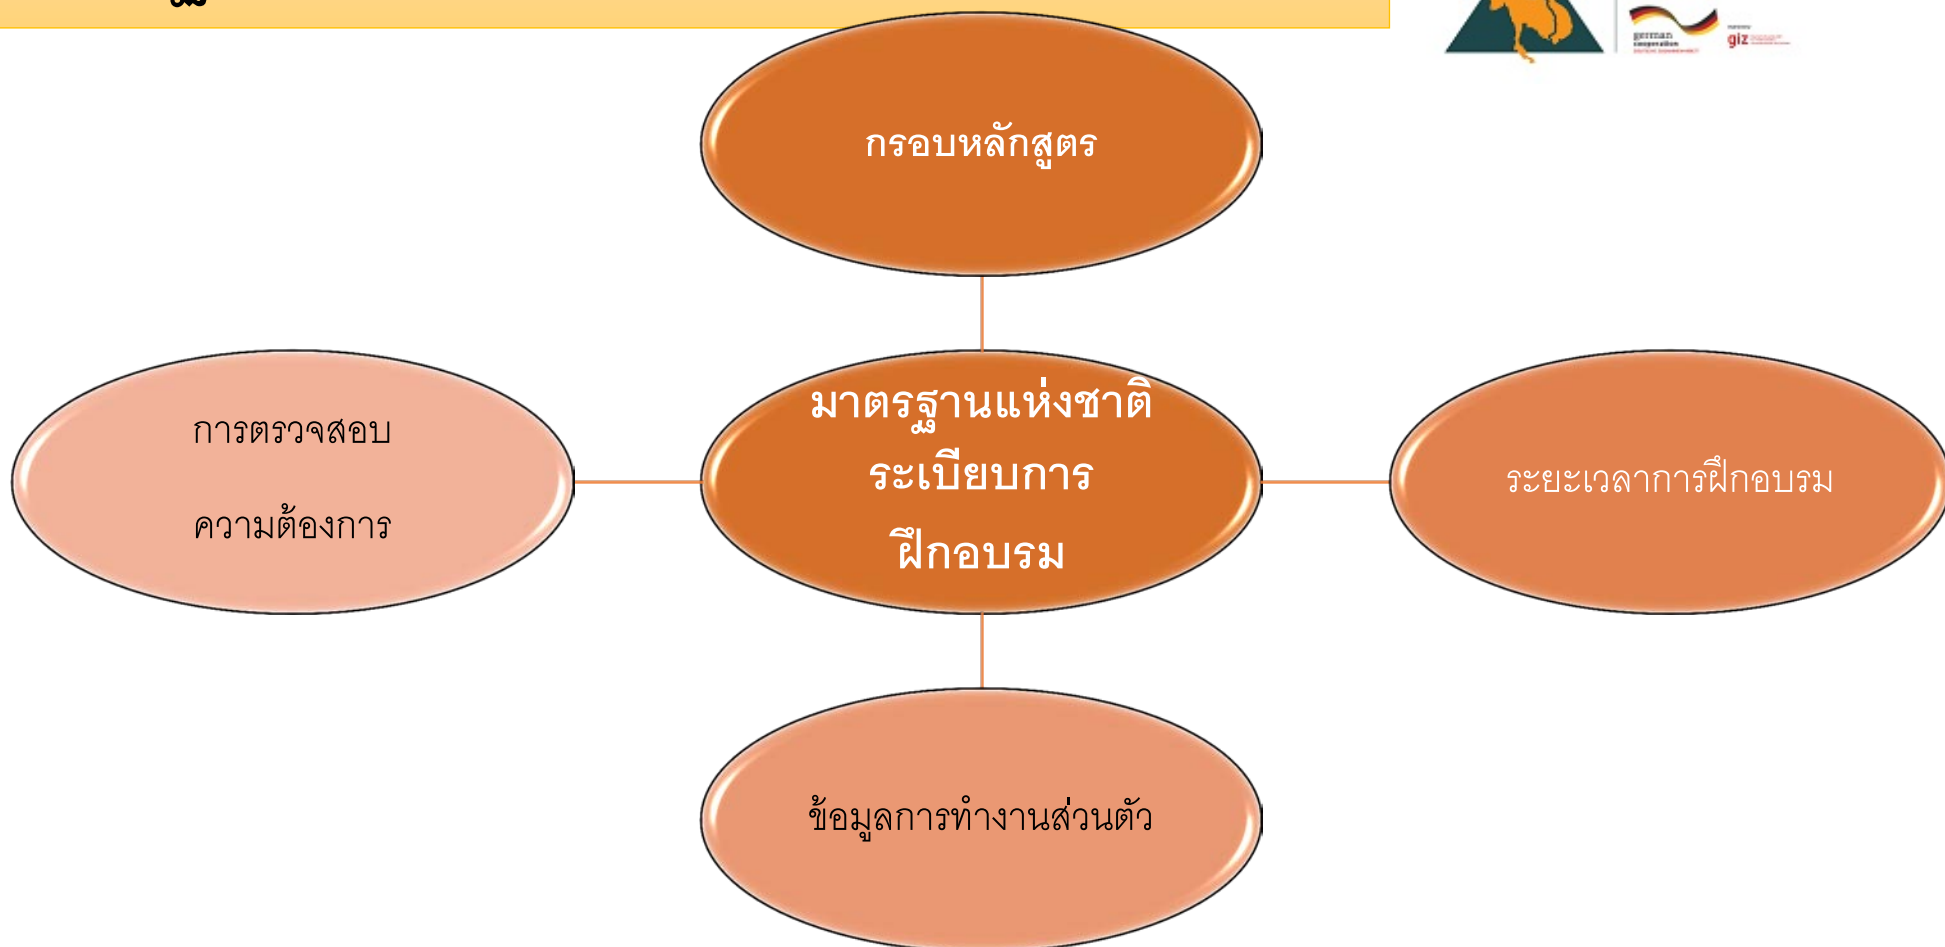 กรอบหลักสูตร
การตรวจสอบ
ความต้องการ
มาตรฐานแห่งชาติ
ระเบียบการ
ฝึกอบรม
ระยะเวลาการฝึกอบรม
ข้อมูลการทำงานส่วนตัว
german
cooperation
giz